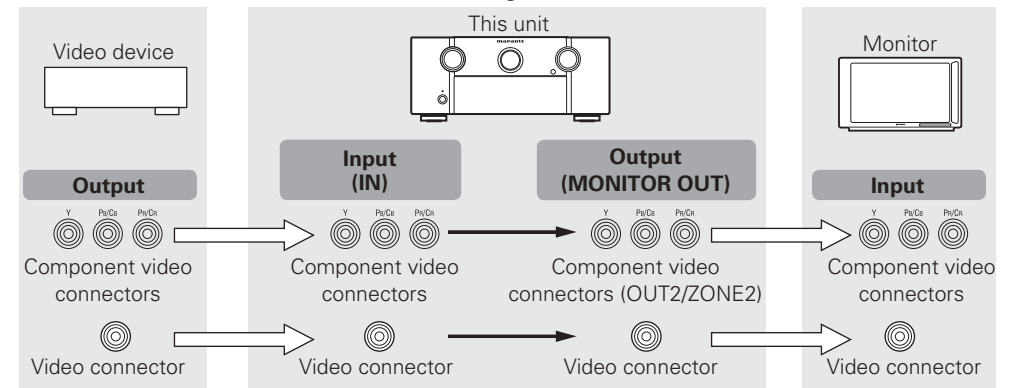 This unit
Video device
marantz
Monitor
Output
Input
(IN)
Output
(MONITOR OUT)
Input
Y PB/CB PR/CR
Y PB/CB PR/CR
Y PB/CB PR/CR
Y PB/CB PR/CR
Component video
connectors
Component video
connectors
Component video
connectors (OUT2/ZONE2)
Component video
connectors
Video connector
Video connector
Video connector
Video connector